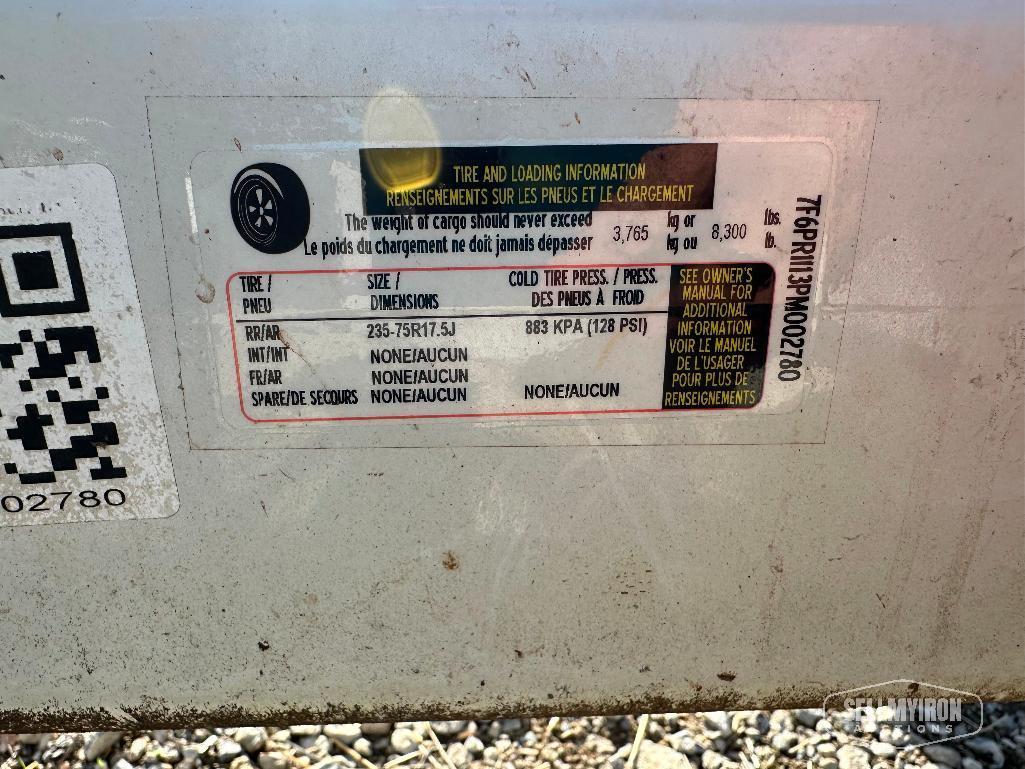 TIRE AND LOADING INFORMATION
RENSEIGNEMENTS SUR LES PNEUS ET LE CHARGEMENT
The weight of cargo should never exceed 3,765 kg or 8,300 lbs.
Le poids du chargement ne doit jamais dépasser kg ou lb.
TIRE / SIZE / COLD TIRE PRESS. / PRESS.
PNEU DIMENSIONS DES PNEUS À FROID
RR/AR 235-75R17.5J 883 KPA (128 PSI)
INT/INT NONE/AUCUN
FR/AR NONE/AUCUN
SPARE/DE SECOURS NONE/AUCUN NONE/AUCUN
SEE OWNER'S
MANUAL FOR
ADDITIONAL
INFORMATION
VOIR LE MANUEL
DE L'USAGER
POUR PLUS DE
RENSEIGNEMENTS
02780
SELLMYIRON
AUCTIONS